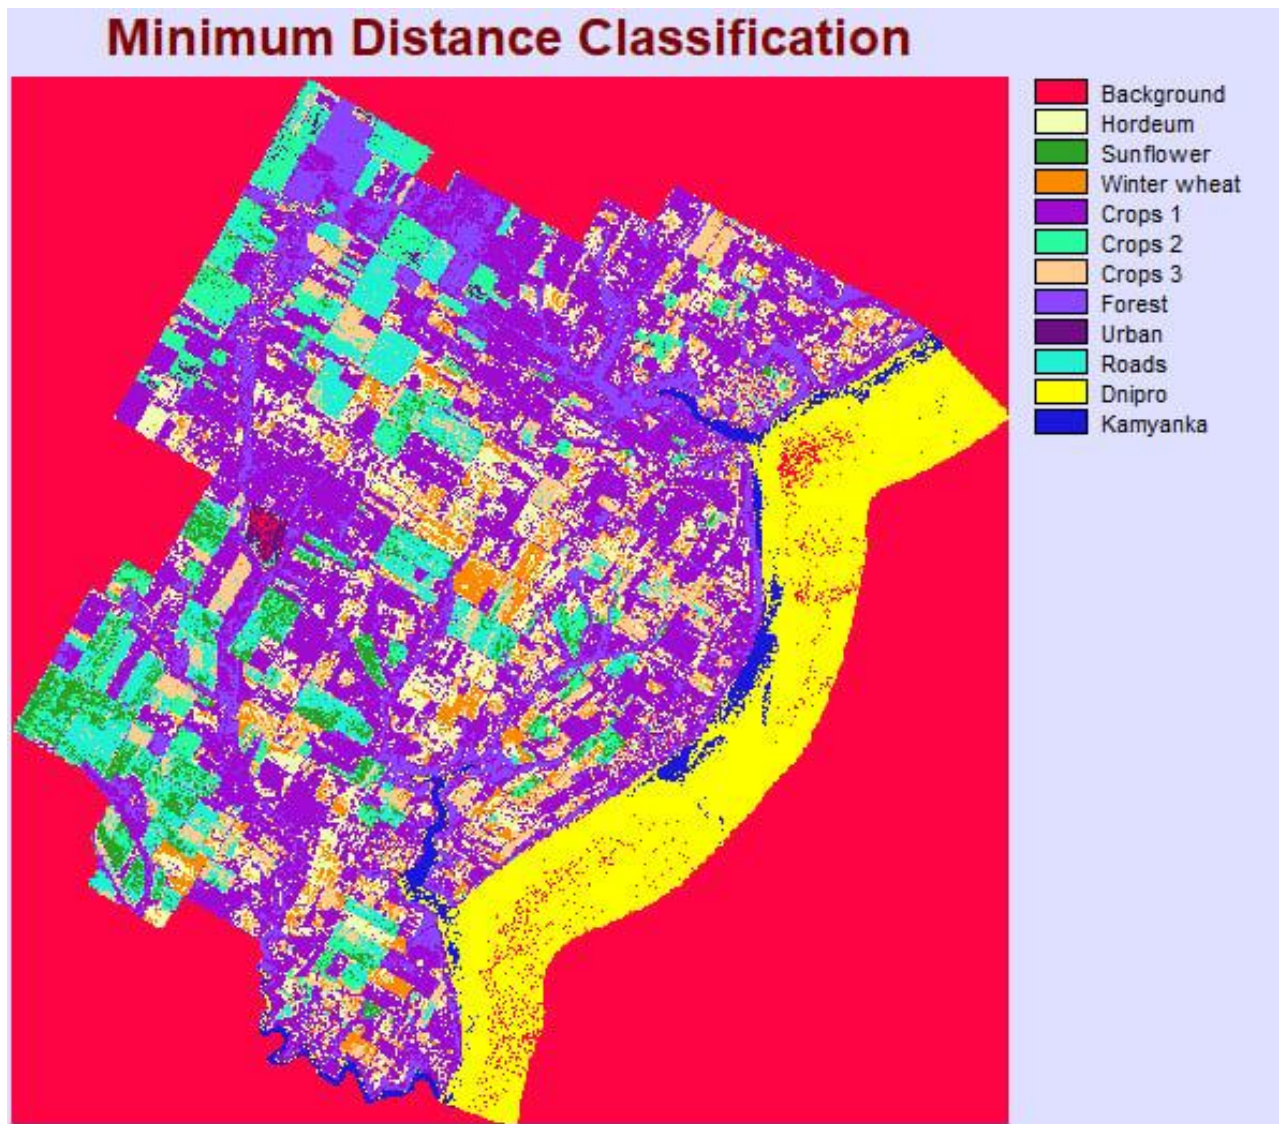 Minimum Distance Classification
Background
Hordeum
Sunflower
Winter wheat
Crops 1
Crops 2
Crops 3
Forest
Urban
Roads
Dnipro
Kamyanka